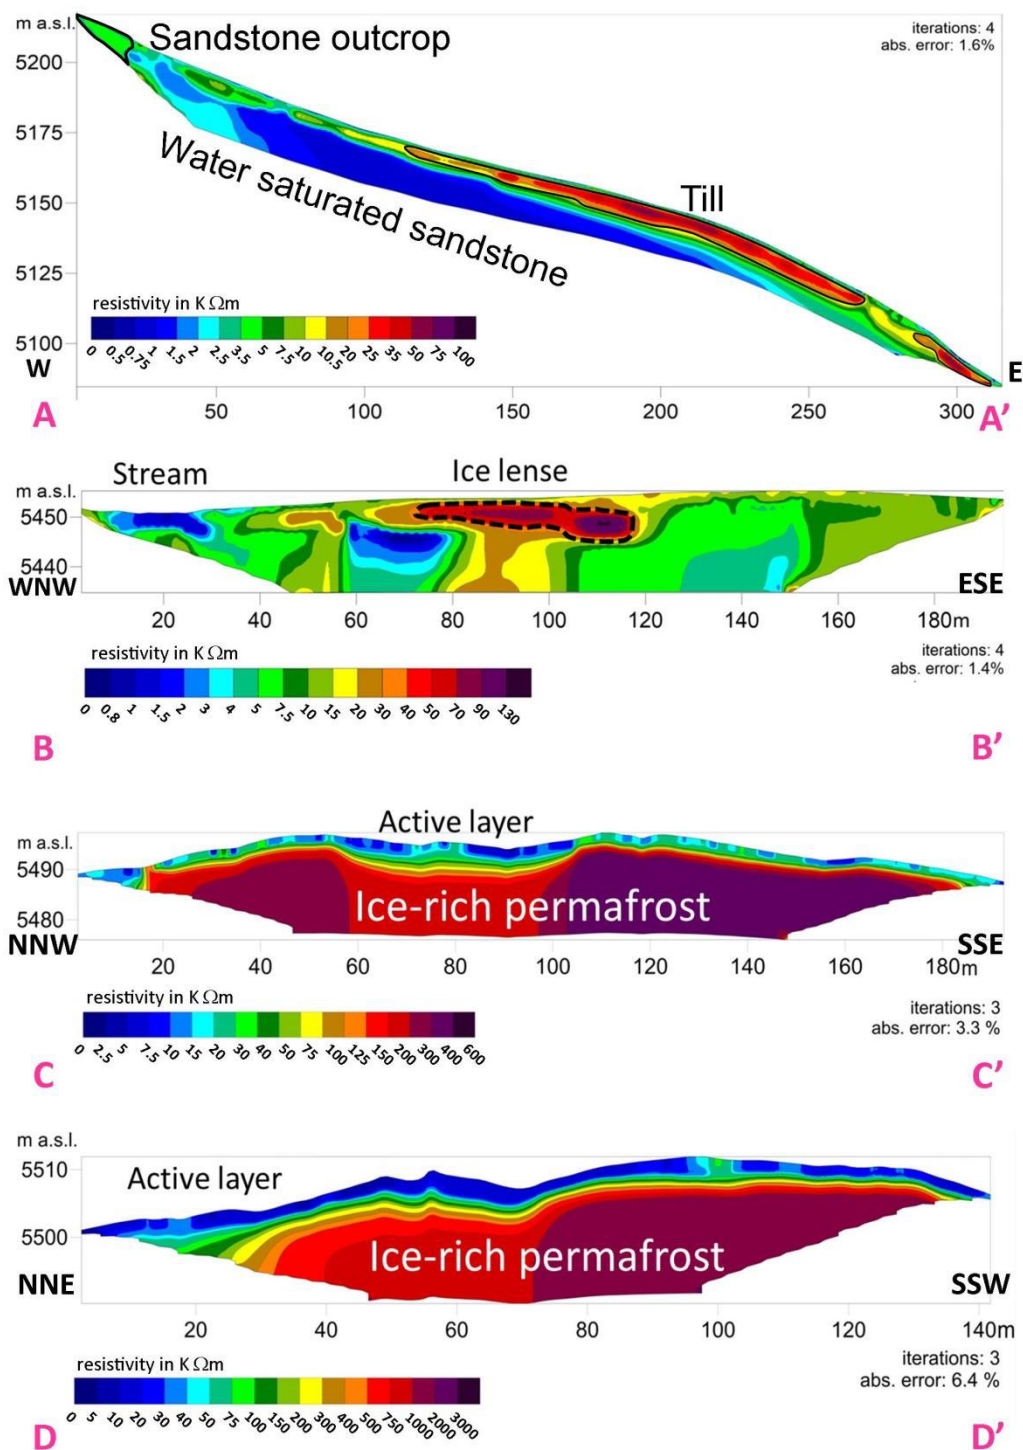 m a.s.l.
Sandstone outcrop
iterations: 4
abs. error: 1.6%
5200
5175
Water saturated sandstone
5150
Till
5125
resistivity in K Ωm
5100
0 0.5 0.75 1 1.5 2 2.5 3.5 5 7.5 10 10.5 20 25 35 50 75 100
W
E
A
50 100 150 200 250 300
A'
Stream
Ice lense
m a.s.l.
5450
5440
WNW
ESE
20 40 60 80 100 120 140 160 180m
resistivity in K Ωm
iterations: 4
abs. error: 1.4%
0 0.8 1 1.5 2 3 4 5 7.5 10 15 20 30 40 50 70 90 130
B
B'
Active layer
m a.s.l.
5490
Ice-rich permafrost
5480
NNW
SSE
20 40 60 80 100 120 140 160 180m
resistivity in K Ωm
iterations: 3
abs. error: 3.3 %
0 2.5 5 7.5 10 15 20 30 40 50 75 100 125 150 200 300 400 600
C
C'
m a.s.l.
5510
Active layer
5500
Ice-rich permafrost
NNE
SSW
20 40 60 80 100 120 140m
resistivity in K Ωm
iterations: 3
abs. error: 6.4 %
0 5 10 20 30 40 50 75 100 150 200 300 400 500 750 1000 2000 3000
D
D'